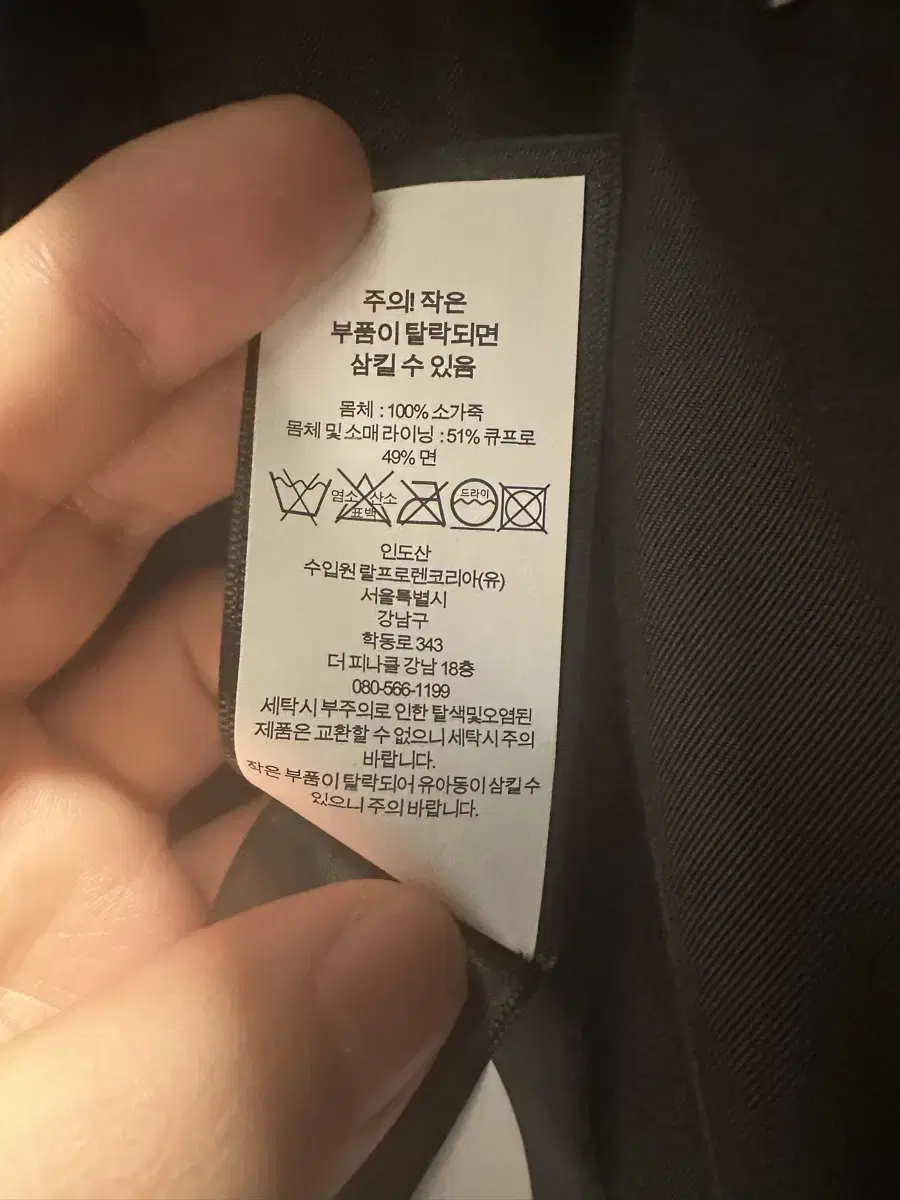 주의! 작은
부품이 탈락되면
삼킬 수 있음
몸체 : 100% 소가죽
몸체 및 소매 라이닝 : 51% 큐프로
49% 면
염소 산소
표백
드라이
인도산
수입원 랄프로렌코리아(유)
서울특별시
강남구
학동로 343
더 피나클 강남 18층
080-566-1199
세탁시 부주의로 인한 탈색및오염된
제품은 교환할 수 없으니 세탁시 주의
바랍니다.
작은 부품이 탈락되어 유아동이 삼킬 수
있으니 주의 바랍니다.